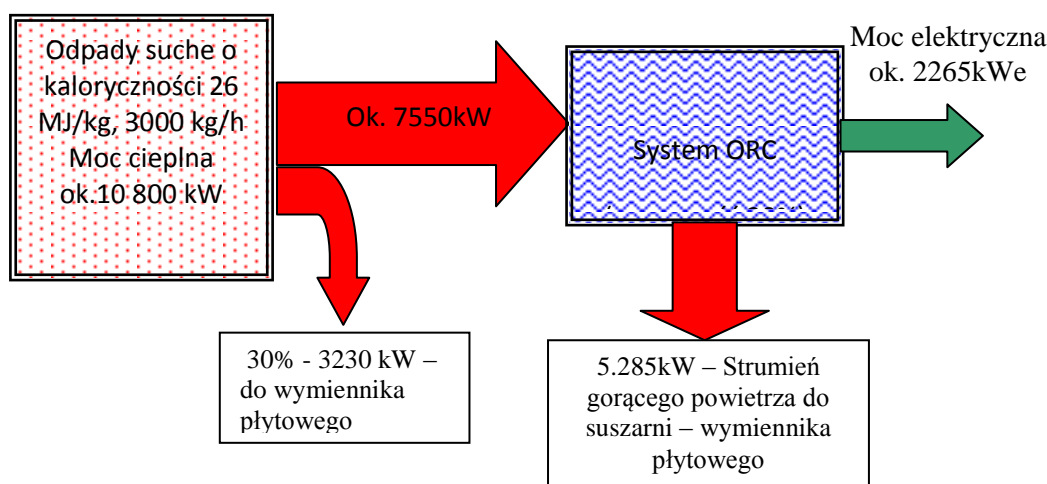 Odpady suche o
kaloryczności 26
MJ/kg, 3000 kg/h
Moc cieplna
ok.10 800 kW
Ok. 7550kW
System ORC
Moc elektryczna
ok. 2265kWe
30% - 3230 kW –
do wymiennika
płytowego
5.285kW – Strumień
gorącego powietrza do
suszarni – wymiennika
płytowego